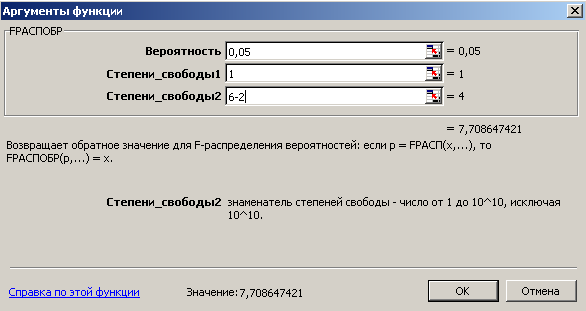 Аргументы функции
FРАСПОБР
Вероятность 0,05 = 0,05
Степени_свободы1 1 = 1
Степени_свободы2 6-2 = 4
= 7,708647421
Возвращает обратное значение для F-распределения вероятностей: если p = FРАСП(x,...), то
FРАСПОБР(p,...) = x.
Степени_свободы2 знаменатель степеней свободы - число от 1 до 10^10, исключая
10^10.
Справка по этой функции Значение:7,708647421 ОК Отмена